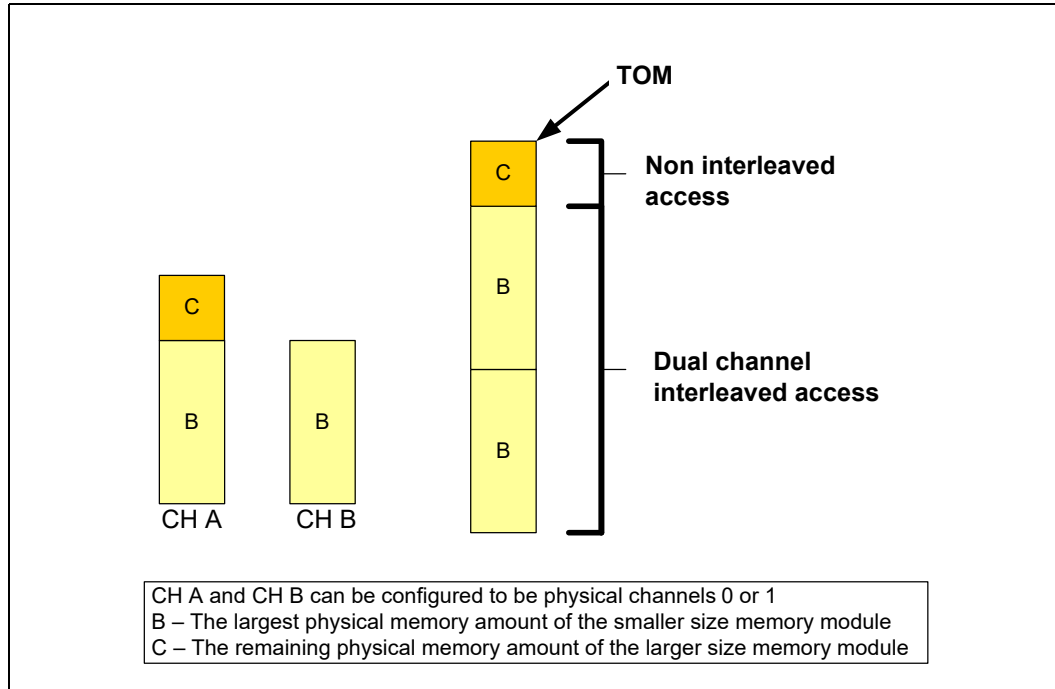 TOM
C
Non interleaved
access
B
C
B
B
Dual channel
interleaved access
B
CH A
CH B
CH A and CH B can be configured to be physical channels 0 or 1
B – The largest physical memory amount of the smaller size memory module
C – The remaining physical memory amount of the larger size memory module